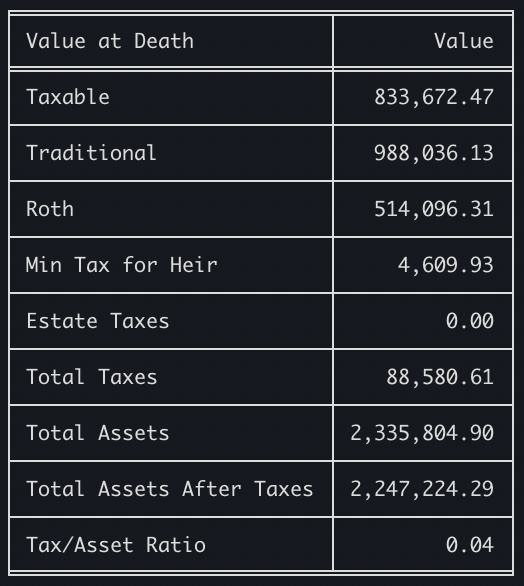 Value at Death Value
Taxable 833,672.47
Traditional 988,036.13
Roth 514,096.31
Min Tax for Heir 4,609.93
Estate Taxes 0.00
Total Taxes 88,580.61
Total Assets 2,335,804.90
Total Assets After Taxes 2,247,224.29
Tax/Asset Ratio 0.04